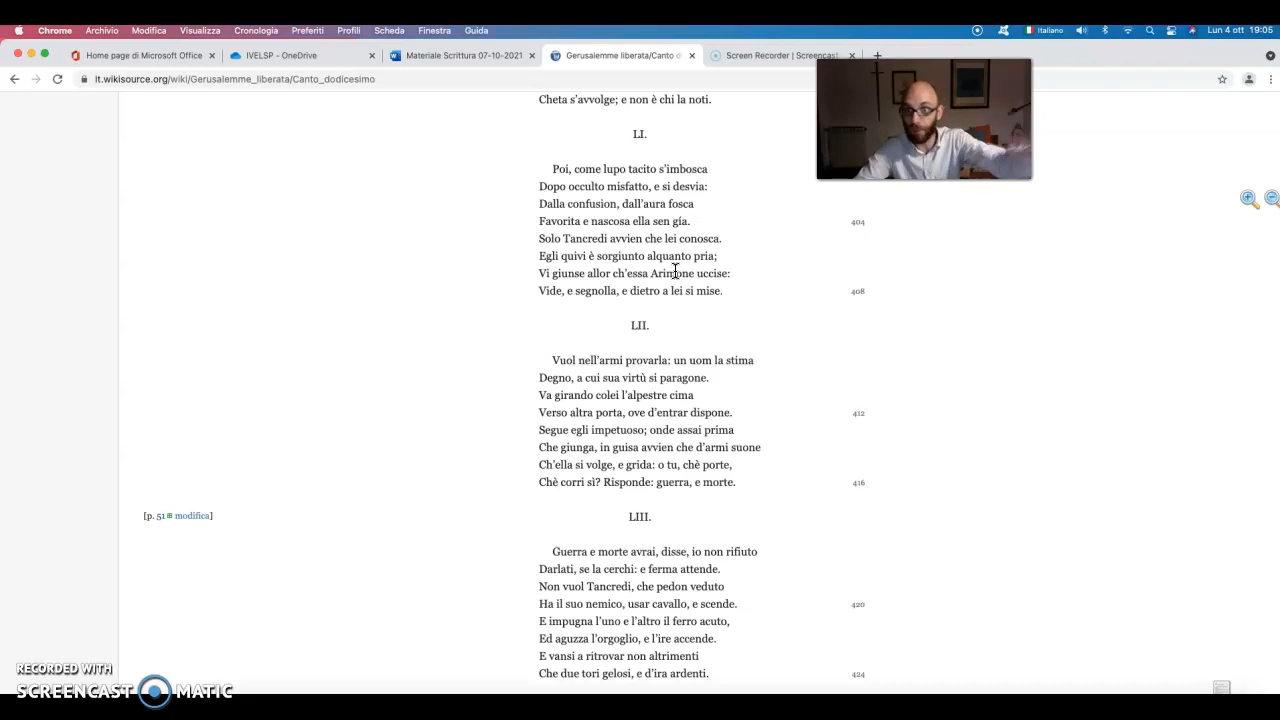 Chrome Archivio Modifica Visualizza Cronologia Preferiti Profili Scheda Finestra Guida Italiano Lun 4 ott 19:05
Home page di Microsoft Office IVELSP - OneDrive Materiale Scrittura 07-10-2021 Gerusalemme liberata/Canto d Screen Recorder | Screencast
it.wikisource.org/wiki/Gerusalemme_liberata/Canto_dodicesimo
Cheta s’avvolge; e non è chi la noti.
LI.
Poi, come lupo tacito s’imbosca
Dopo occulto misfatto, e si desvia:
Dalla confusion, dall’aura fosca
Favorita e nascosa ella sen gía. 404
Solo Tancredi avvien che lei conosca.
Egli quivi è sorgiunto alquanto pria;
Vi giunse allor ch’essa Arimone uccise:
Vide, e segnolla, e dietro a lei si mise. 408
LII.
Vuol nell’armi provarla: un uom la stima
Degno, a cui sua virtù si paragone.
Va girando colei l’alpestre cima
Verso altra porta, ove d’entrar dispone. 412
Segue egli impetuoso; onde assai prima
Che giunga, in guisa avvien che d’armi suone
Ch’ella si volge, e grida: o tu, chè porte,
Chè corri sì? Risponde: guerra, e morte. 416
[p. 51 modifica]
LIII.
Guerra e morte avrai, disse, io non rifiuto
Darlati, se la cerchi: e ferma attende.
Non vuol Tancredi, che pedon veduto
Ha il suo nemico, usar cavallo, e scende. 420
E impugna l’uno e l’altro il ferro acuto,
Ed aguzza l’orgoglio, e l’ire accende.
E vansi a ritrovar non altrimenti
Che due tori gelosi, e d’ira ardenti. 424
RECORDED WITH
SCREENCAST MATIC